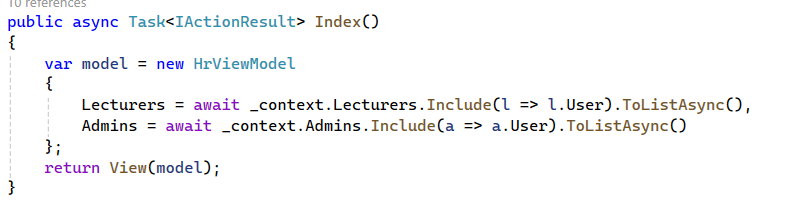 10 references
public async Task<IActionResult> Index()
{
var model = new HrViewModel
{
Lecturers = await _context.Lecturers.Include(l => l.User).ToListAsync(),
Admins = await _context.Admins.Include(a => a.User).ToListAsync()
};
return View(model);
}